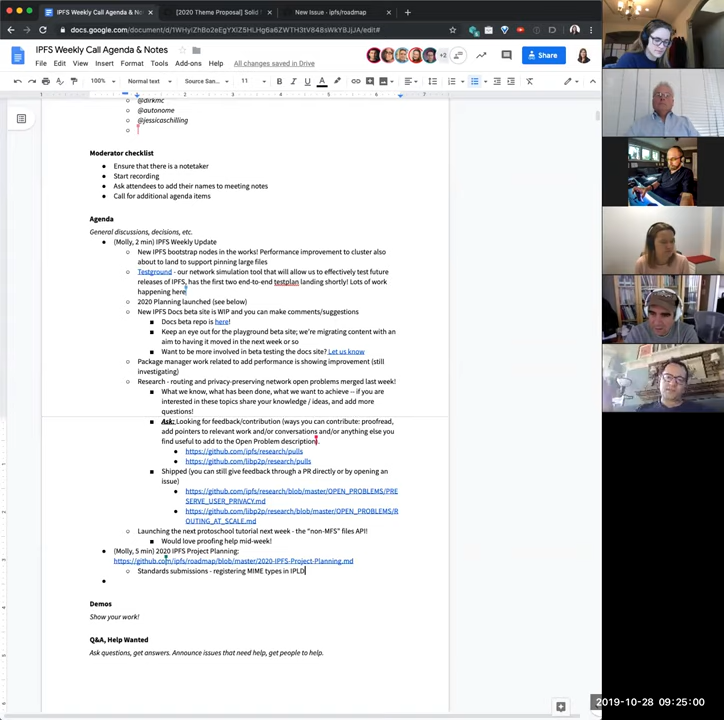 IPFS Weekly Call Agenda & Notes
[2020 Theme Proposal] Solid
New Issue · ipfs/roadmap
IPFS Weekly Call Agenda & Notes
+2
Share
File Edit View Insert Format Tools Add-ons Help
All changes saved in Drive
100%
Normal text
Source San...
11
@dirkmc
@autonome
@jessicaschilling
Moderator checklist
Ensure that there is a notetaker
Start recording
Ask attendees to add their names to meeting notes
Call for additional agenda items
Agenda
General discussions, decisions, etc.
(Molly, 2 min) IPFS Weekly Update
New IPFS bootstrap nodes in the works! Performance improvement to cluster also
about to land to support pinning large files
Testground - our network simulation tool that will allow us to effectively test future
releases of IPFS, has the first two end-to-end testplan landing shortly! Lots of work
happening here
2020 Planning launched (see below)
New IPFS Docs beta site is WIP and you can make comments/suggestions
Docs beta repo is here!
Keep an eye out for the playground beta site; we're migrating content with an
aim to having it moved in the next week or so
Want to be more involved in beta testing the docs site? Let us know
Package manager work related to add performance is showing improvement (still
investigating)
Research - routing and privacy-preserving network open problems merged last week!
What we know, what has been done, what we want to achieve -- if you are
interested in these topics share your knowledge / ideas, and add more
questions!
Ask: Looking for feedback/contribution (ways you can contribute: proofread,
add pointers to relevant work and/or conversations and/or anything else you
find useful to add to the Open Problem description).
https://github.com/ipfs/research/pulls
https://github.com/libp2p/research/pulls
Shipped (you can still give feedback through a PR directly or by opening an
issue)
https://github.com/ipfs/research/blob/master/OPEN_PROBLEMS/PRE
SERVE_USER_PRIVACY.md
https://github.com/libp2p/research/blob/master/OPEN_PROBLEMS/R
OUTING_AT_SCALE.md
Launching the next protoschool tutorial next week - the "non-MFS" files API!
Would love proofing help mid-week!
(Molly, 5 min) 2020 IPFS Project Planning:
https://github.com/ipfs/roadmap/blob/master/2020-IPFS-Project-Planning.md
Standards submissions - registering MIME types in IPLD
Demos
Show your work!
Q&A, Help Wanted
Ask questions, get answers. Announce issues that need help, get people to help.
2019-10-28 09:25:00